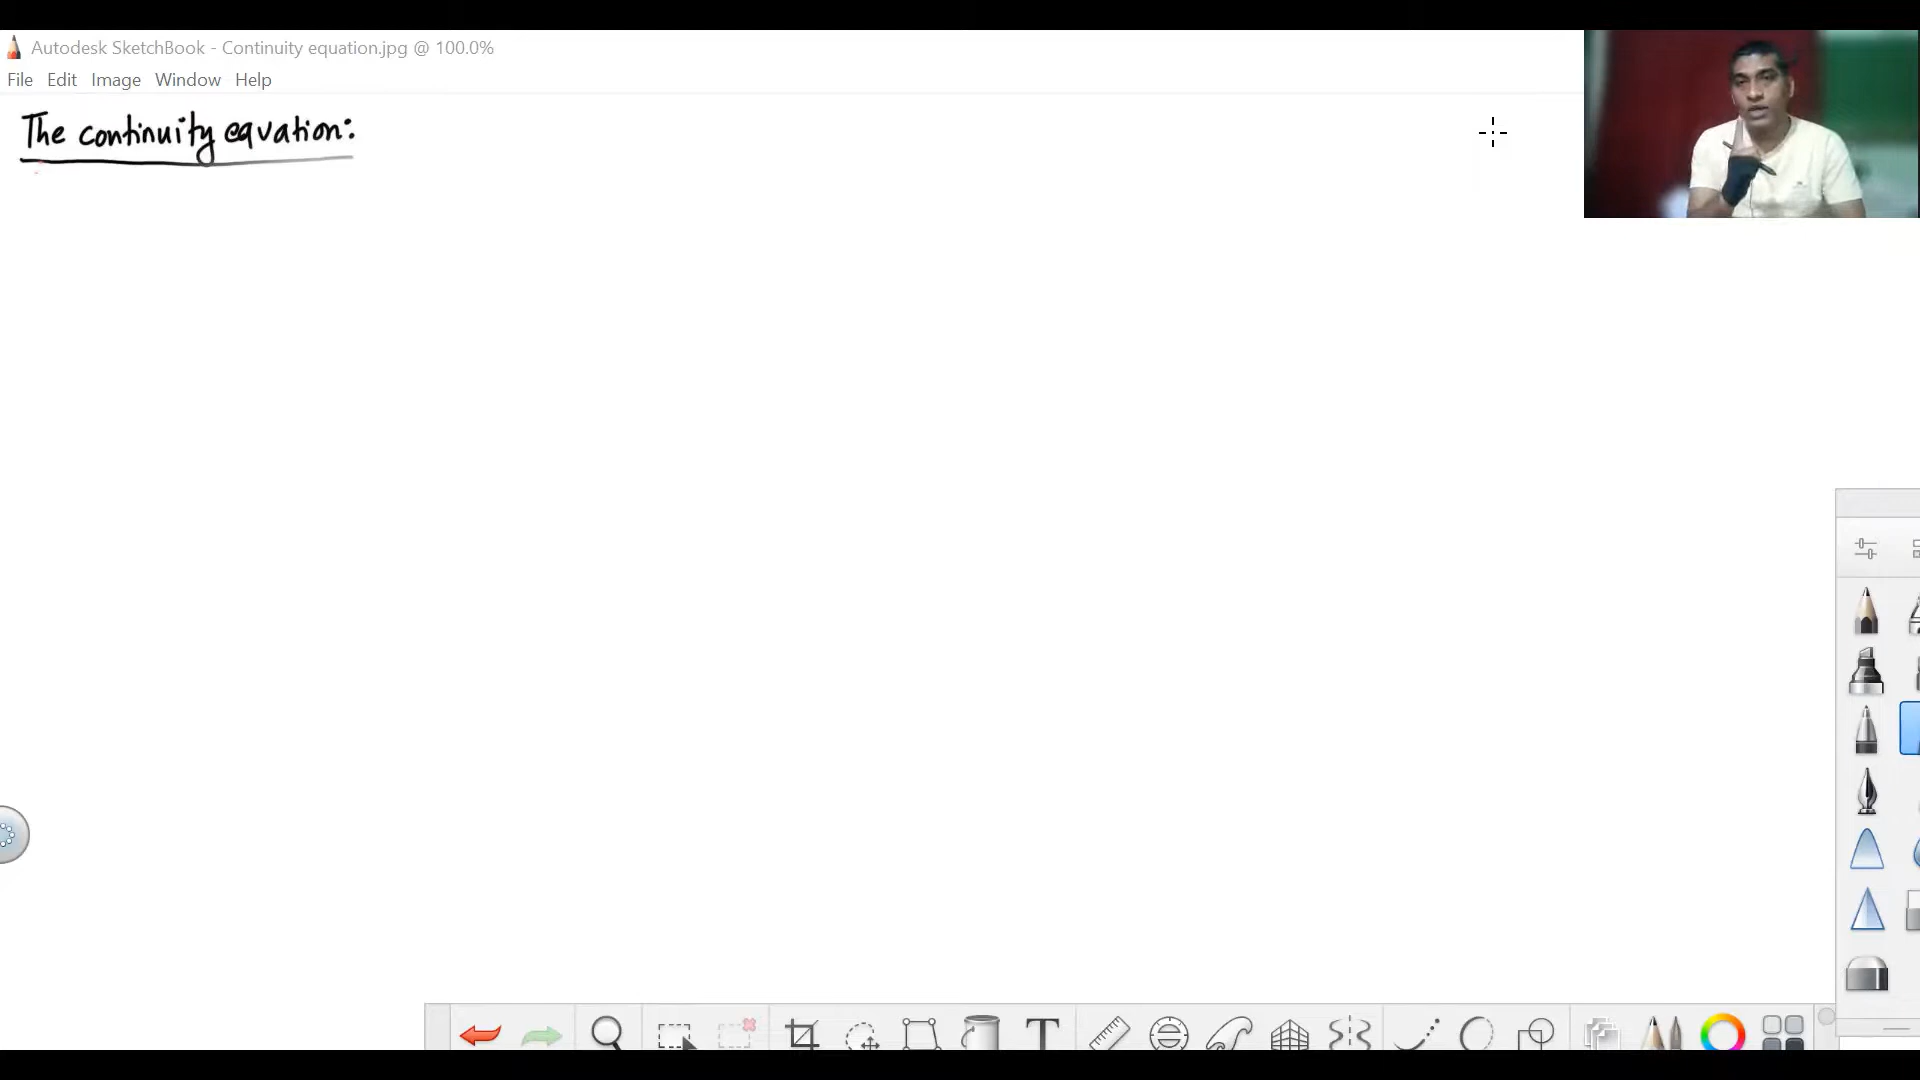 Autodesk SketchBook - Continuity equation.jpg @ 100.0%
File Edit Image Window Help
The continuity equation:
T